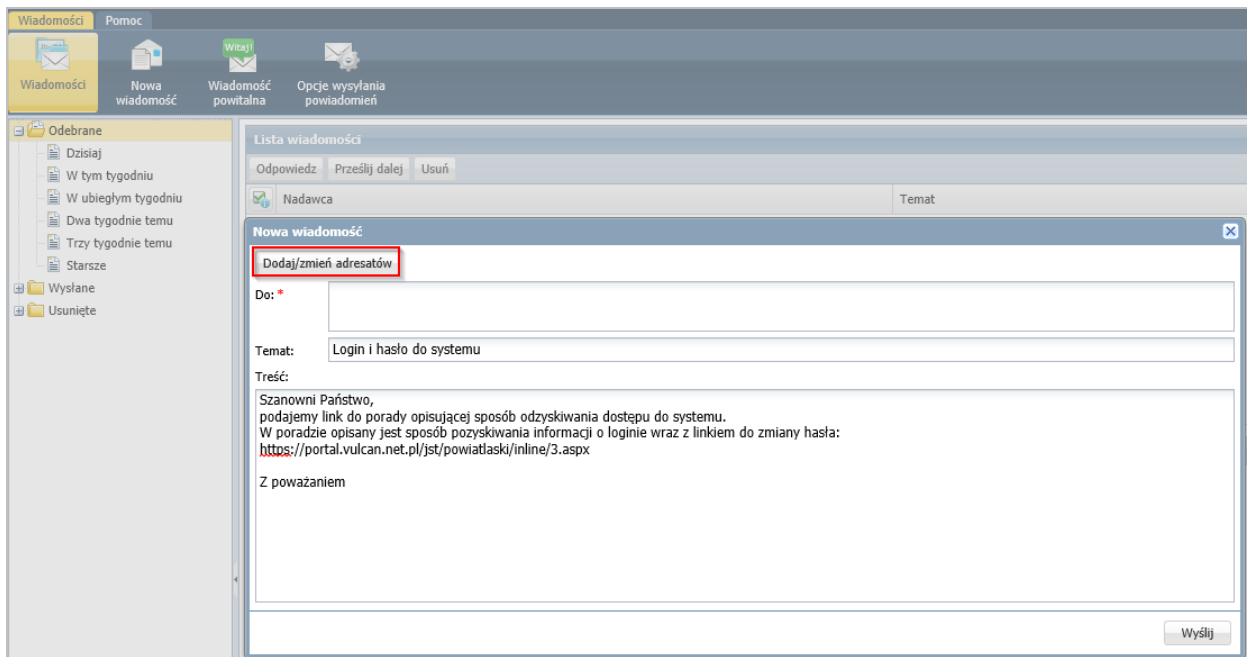 Wiadomości Pomoc
Wiadomości
Nowa wiadomość
Witaj!
Wiadomość powitalna
Opcje wysyłania powiadomień
Odebrane
Dzisiaj
W tym tygodniu
W ubiegłym tygodniu
Dwa tygodnie temu
Trzy tygodnie temu
Starsze
Wysłane
Usunięte
Lista wiadomości
Odpowiedz Prześlij dalej Usuń
Nadawca Temat
Nowa wiadomość
Dodaj/zmień adresatów
Do: *
Temat: Login i hasło do systemu
Treść:
Szanowni Państwo,
podajemy link do porady opisującej sposób odzyskiwania dostępu do systemu.
W poradzie opisany jest sposób pozyskiwania informacji o loginie wraz z linkiem do zmiany hasła:
https://portal.vulcan.net.pl/jst/powiatlaski/inline/3.aspx
Z poważaniem
Wyślij